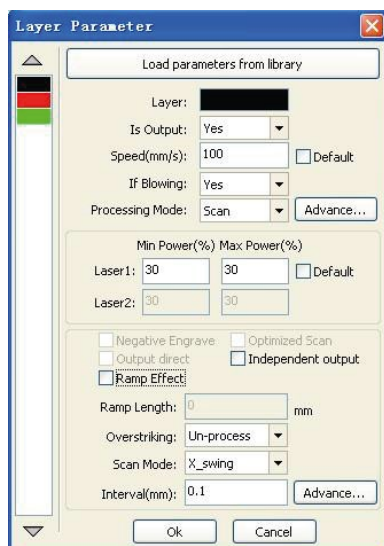 Layer Parameter
Load parameters from library
Layer:
Is Output: Yes
Speed(mm/s): 100 Default
If Blowing: Yes
Processing Mode: Scan Advance...
Min Power(%) Max Power(%)
Laser1: 30 30 Default
Laser2: 30 30
Negative Engrave Optimized Scan
Output direct Independent output
Ramp Effect
Ramp Length: 0 mm
Overstriking: Un-process
Scan Mode: X_swing
Interval(mm): 0.1 Advance...
Ok Cancel